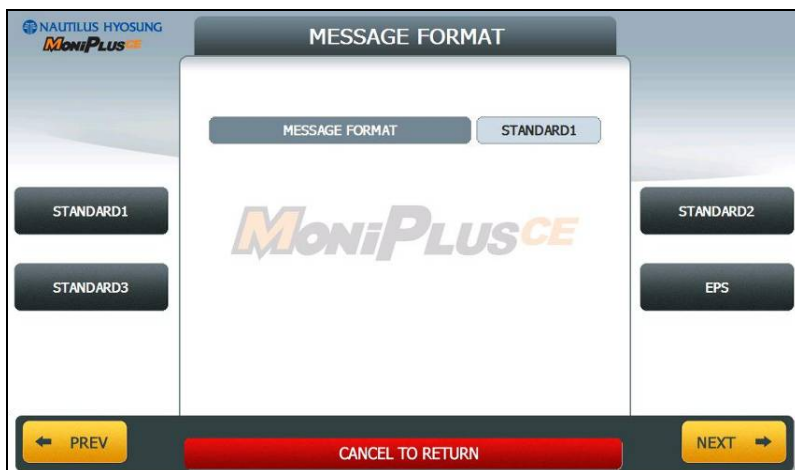 NAUTILUS HYOSUNG
MONiPLUSCE
MESSAGE FORMAT
MESSAGE FORMAT STANDARD1
STANDARD1
STANDARD2
MONiPLUSCE
STANDARD3
EPS
PREV
CANCEL TO RETURN
NEXT